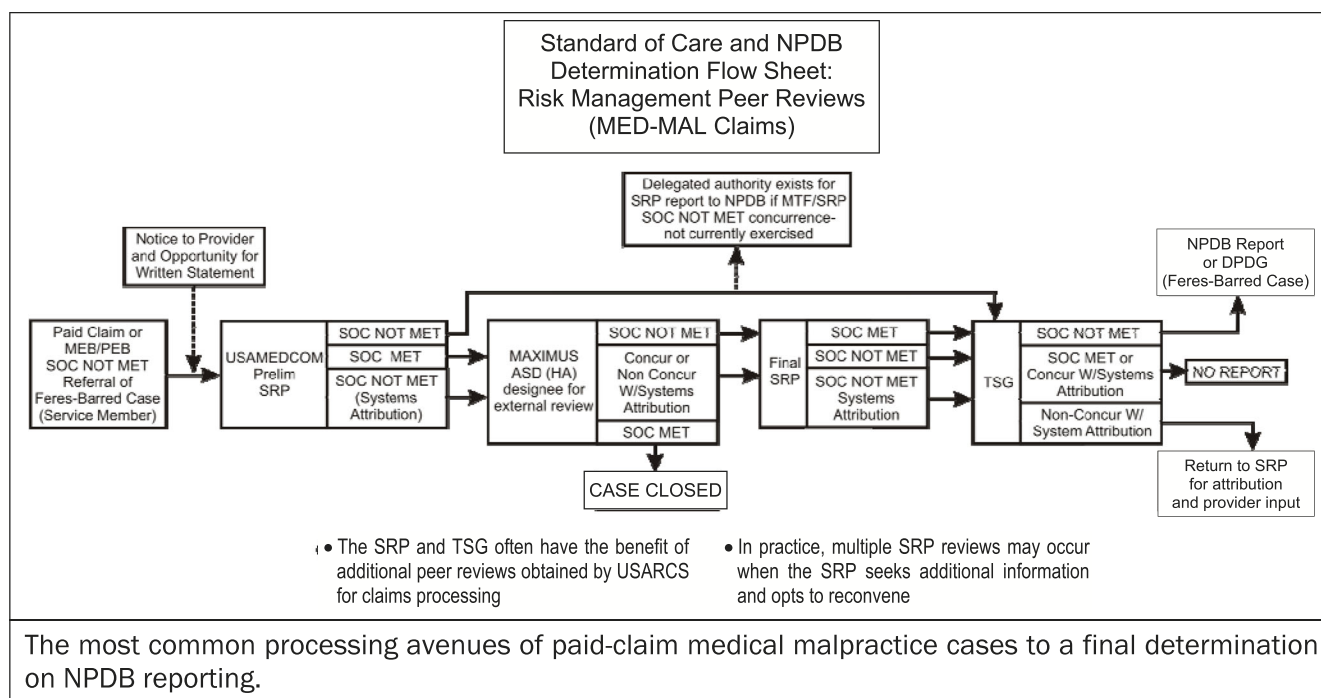 Standard of Care and NPDB
Determination Flow Sheet:
Risk Management Peer Reviews
(MED-MAL Claims)
Delegated authority exists for
SRP report to NPDB if MTF/SRP
SOC NOT MET concurrence-
not currently exercised
Notice to Provider
and Opportunity for
Written Statement
NPDB Report
or DPDG
(Feres-Barred Case)
Paid Claim or
MEB/PEB
SOC NOT MET
Referral of
Feres-Barred Case
(Service Member)
USAMEDCOM
Prelim
SRP
SOC NOT MET
SOC MET
SOC NOT MET
(Systems
Attribution)
MAXIMUS
ASD (HA)
designee for
external review
SOC NOT MET
Concur or
Non Concur
W/Systems
Attribution
SOC MET
CASE CLOSED
Final
SRP
SOC MET
SOC NOT MET
SOC NOT MET
Systems
Attribution
TSG
SOC NOT MET
SOC MET or
Concur W/Systems
Attribution
Non-Concur W/
System Attribution
NO REPORT
Return to SRP
for attribution
and provider input
• The SRP and TSG often have the benefit of
additional peer reviews obtained by USARCS
for claims processing
• In practice, multiple SRP reviews may occur
when the SRP seeks additional information
and opts to reconvene
The most common processing avenues of paid-claim medical malpractice cases to a final determination
on NPDB reporting.